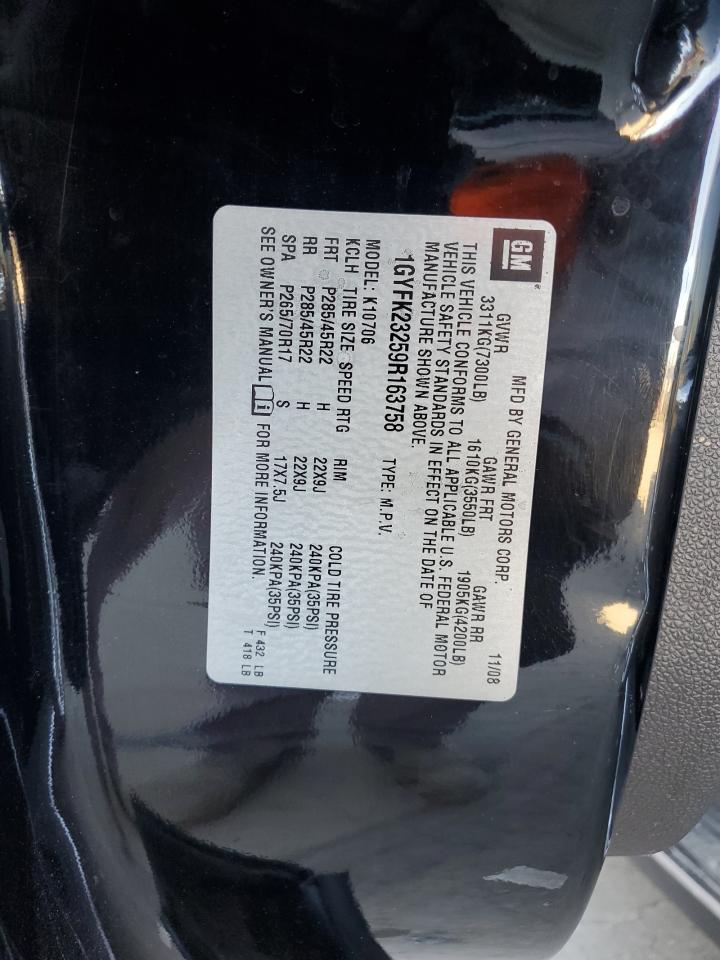 GM
MFD BY GENERAL MOTORS CORP. 11/08
GVWR GAWR FRT GAWR RR
3311KG(7300LB) 1610KG(3550LB) 1905KG(4200LB)
THIS VEHICLE CONFORMS TO ALL APPLICABLE U.S. FEDERAL MOTOR
VEHICLE SAFETY STANDARDS IN EFFECT ON THE DATE OF
MANUFACTURE SHOWN ABOVE.
1GYFK23259R163758 TYPE: M.P.V.
MODEL: K10706
KCLH TIRE SIZE SPEED RTG RIM COLD TIRE PRESSURE
FRT P285/45R22 H 22X9J 240KPA(35PSI)
RR P285/45R22 H 22X9J 240KPA(35PSI)
SPA P265/70R17 S 17X7.5J 240KPA(35PSI)
SEE OWNER'S MANUAL i FOR MORE INFORMATION.
F 432 LB
T 418 LB